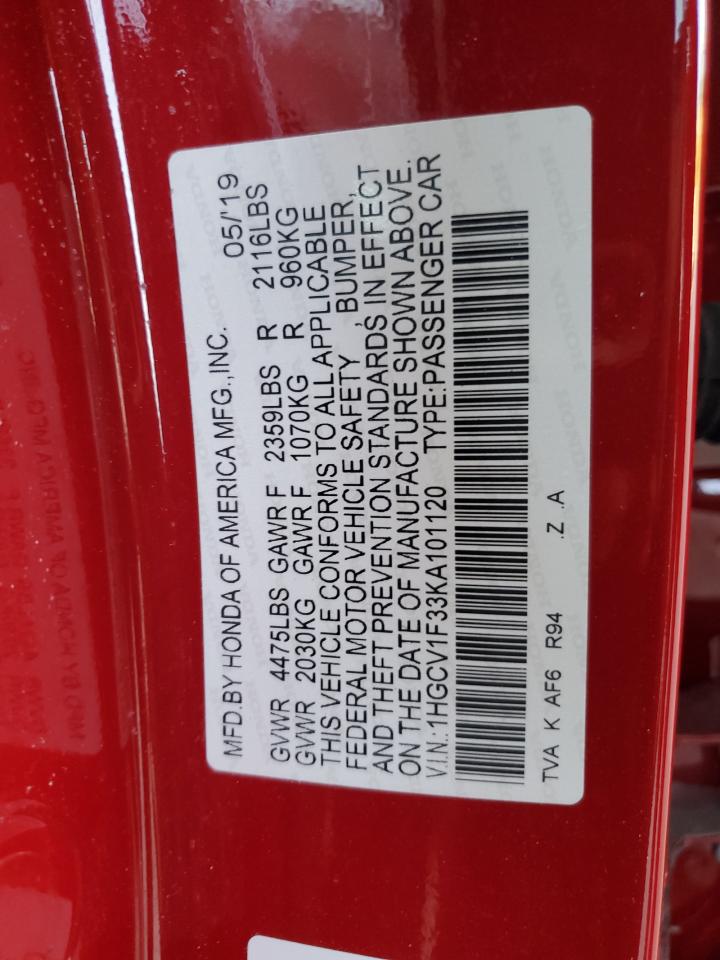 MFD.BY HONDA OF AMERICA MFG.,INC. 05/'19
GVWR 4475LBS GAWR F 2359LBS R 2116LBS
GVWR 2030KG GAWR F 1070KG R 960KG
THIS VEHICLE CONFORMS TO ALL APPLICABLE
FEDERAL MOTOR VEHICLE SAFETY , BUMPER,
AND THEFT PREVENTION STANDARDS IN EFFECT
ON THE DATE OF MANUFACTURE SHOWN ABOVE.
V.I.N.:1HGCV1F33KA101120 TYPE:PASSENGER CAR
TVA K AF6 R94 .Z .A